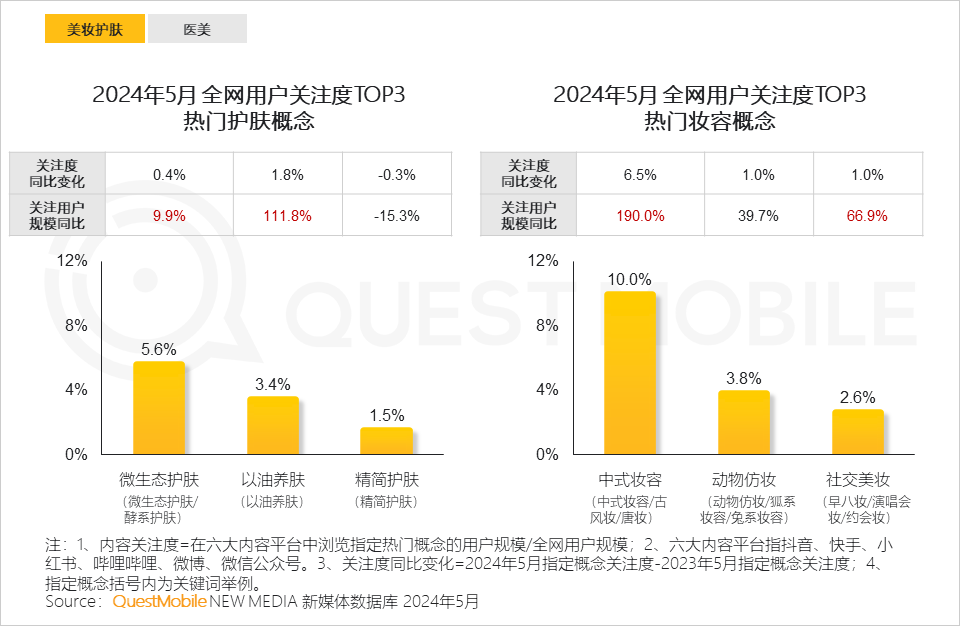 美妆护肤 医美
2024年5月 全网用户关注度TOP3
热门护肤概念
关注度
同比变化 0.4% 1.8% -0.3%
关注用户
规模同比 9.9% 111.8% -15.3%
12%
8%
4%
0%
5.6%
3.4%
1.5%
微生态护肤 以油养肤 精简护肤
（微生态护肤/ （以油养肤） （精简护肤）
酵系护肤）
2024年5月 全网用户关注度TOP3
热门妆容概念
关注度
同比变化 6.5% 1.0% 1.0%
关注用户
规模同比 190.0% 39.7% 66.9%
12%
8%
4%
0%
10.0%
3.8%
2.6%
中式妆容 动物仿妆 社交美妆
（中式妆容/古 （动物仿妆/狐系 （早八妆/演唱会
风妆/唐妆） 妆容/兔系妆容） 妆/约会妆）
QUEST MOBILE
注：1、内容关注度=在六大内容平台中浏览指定热门概念的用户规模/全网用户规模；2、六大内容平台指抖音、快手、小
红书、哔哩哔哩、微博、微信公众号。3、关注度同比变化=2024年5月指定概念关注度-2023年5月指定概念关注度；4、
指定概念括号内为关键词举例。
Source：QuestMobile NEW MEDIA 新媒体数据库 2024年5月